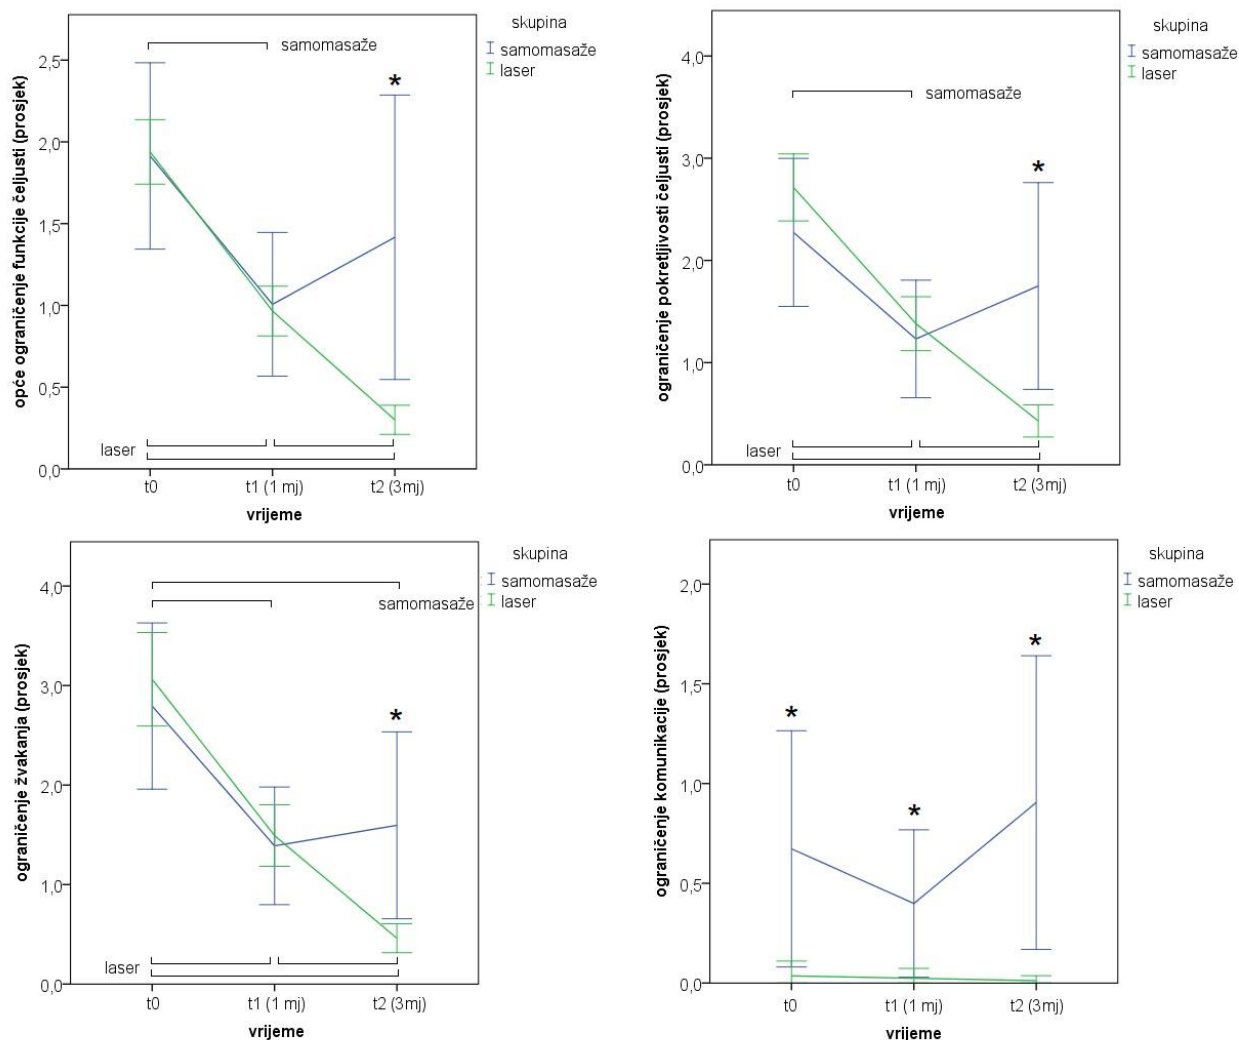 opće ograničenje funkcije čeljusti (prosjek)
2,5
2,0
1,5
1,0
0,5
0,0
samomasaže
*
laser
t0
t1 (1 mj)
t2 (3mj)
vrijeme
skupina
samomasaže
laser
ograničenje pokretljivosti čeljusti (prosjek)
4,0
3,0
2,0
1,0
0,0
samomasaže
*
laser
t0
t1 (1 mj)
t2 (3mj)
vrijeme
skupina
samomasaže
laser
ograničenje žvakanja (prosjek)
4,0
3,0
2,0
1,0
0,0
samomasaže
*
laser
t0
t1 (1 mj)
t2 (3mj)
vrijeme
skupina
samomasaže
laser
ograničenje komunikacije (prosjek)
2,0
1,5
1,0
0,5
0,0
*
*
*
t0
t1 (1 mj)
t2 (3mj)
vrijeme
skupina
samomasaže
laser